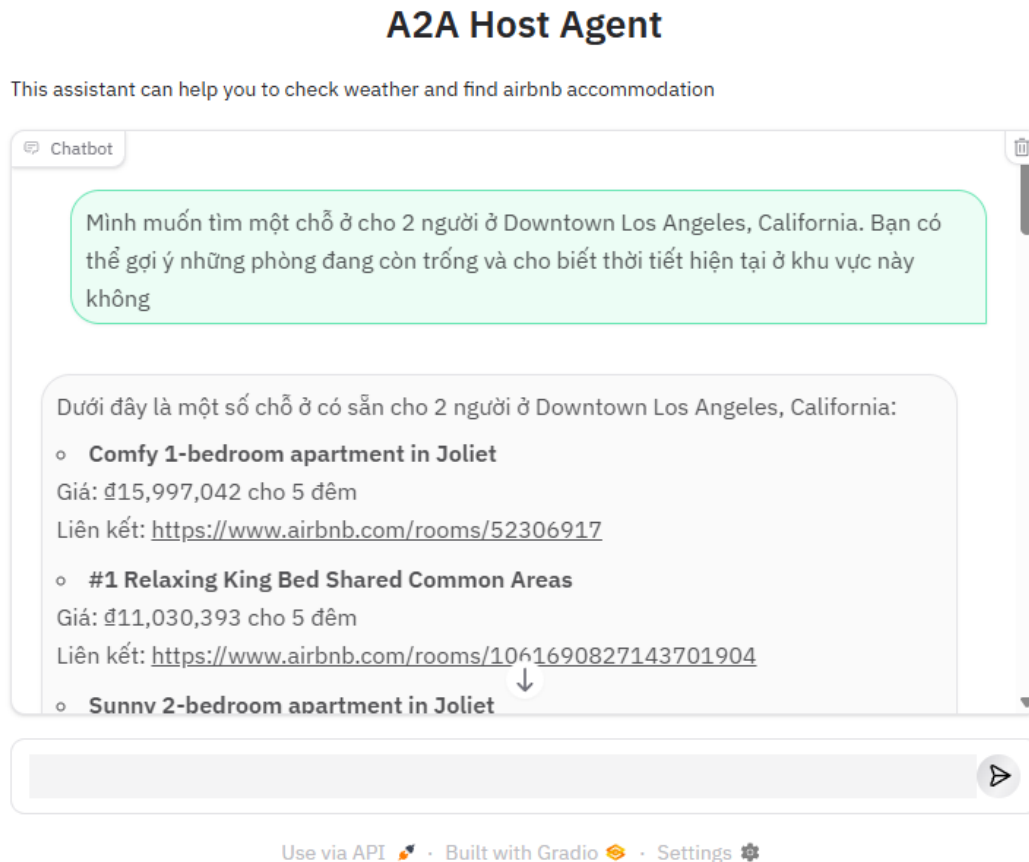 A2A Host Agent
This assistant can help you to check weather and find airbnb accommodation
Chatbot
Mình muốn tìm một chỗ ở cho 2 người ở Downtown Los Angeles, California. Bạn có
thể gợi ý những phòng đang còn trống và cho biết thời tiết hiện tại ở khu vực này
không
Dưới đây là một số chỗ ở có sẵn cho 2 người ở Downtown Los Angeles, California:
Comfy 1-bedroom apartment in Joliet
Giá: ₫15,997,042 cho 5 đêm
Liên kết: https://www.airbnb.com/rooms/52306917
#1 Relaxing King Bed Shared Common Areas
Giá: ₫11,030,393 cho 5 đêm
Liên kết: https://www.airbnb.com/rooms/1061690827143701904
Sunny 2-bedroom apartment in Joliet
Use via API · Built with Gradio · Settings